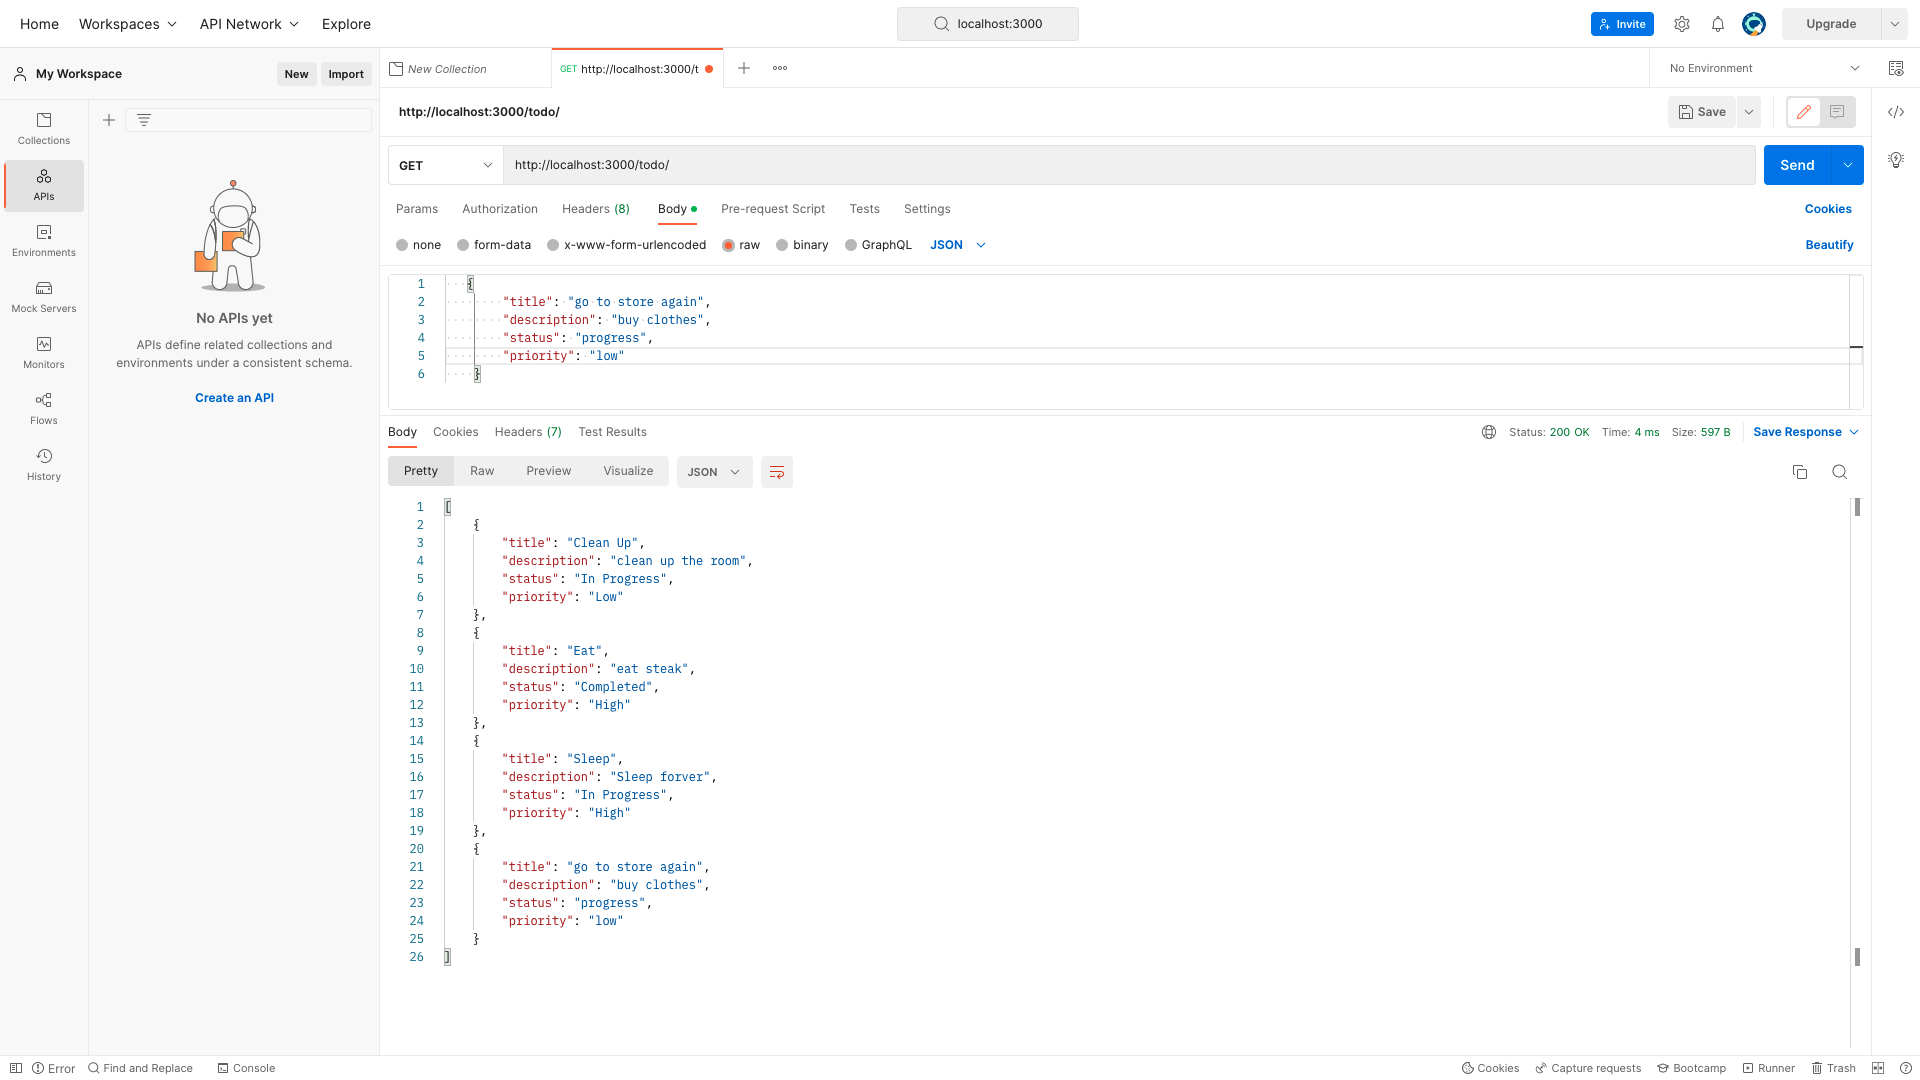 Home Workspaces API Network Explore localhost:3000 Invite Upgrade
My Workspace New Import New Collection GET http://localhost:3000/t No Environment
http://localhost:3000/todo/ Save
Collections
APIs
Environments
Mock Servers
Monitors
Flows
History
No APIs yet
APIs define related collections and
environments under a consistent schema.
Create an API
GET http://localhost:3000/todo/ Send
Params Authorization Headers (8) Body Pre-request Script Tests Settings Cookies
none form-data x-www-form-urlencoded raw binary GraphQL JSON Beautify
1 {
2 "title": "go to store again",
3 "description": "buy clothes",
4 "status": "progress",
5 "priority": "low"
6 }
Body Cookies Headers (7) Test Results Status: 200 OK Time: 4 ms Size: 597 B Save Response
Pretty Raw Preview Visualize JSON
1 [
2 {
3 "title": "Clean Up",
4 "description": "clean up the room",
5 "status": "In Progress",
6 "priority": "Low"
7 },
8 {
9 "title": "Eat",
10 "description": "eat steak",
11 "status": "Completed",
12 "priority": "High"
13 },
14 {
15 "title": "Sleep",
16 "description": "Sleep forver",
17 "status": "In Progress",
18 "priority": "High"
19 },
20 {
21 "title": "go to store again",
22 "description": "buy clothes",
23 "status": "progress",
24 "priority": "low"
25 }
26 ]
Error Find and Replace Console Cookies Capture requests Bootcamp Runner Trash